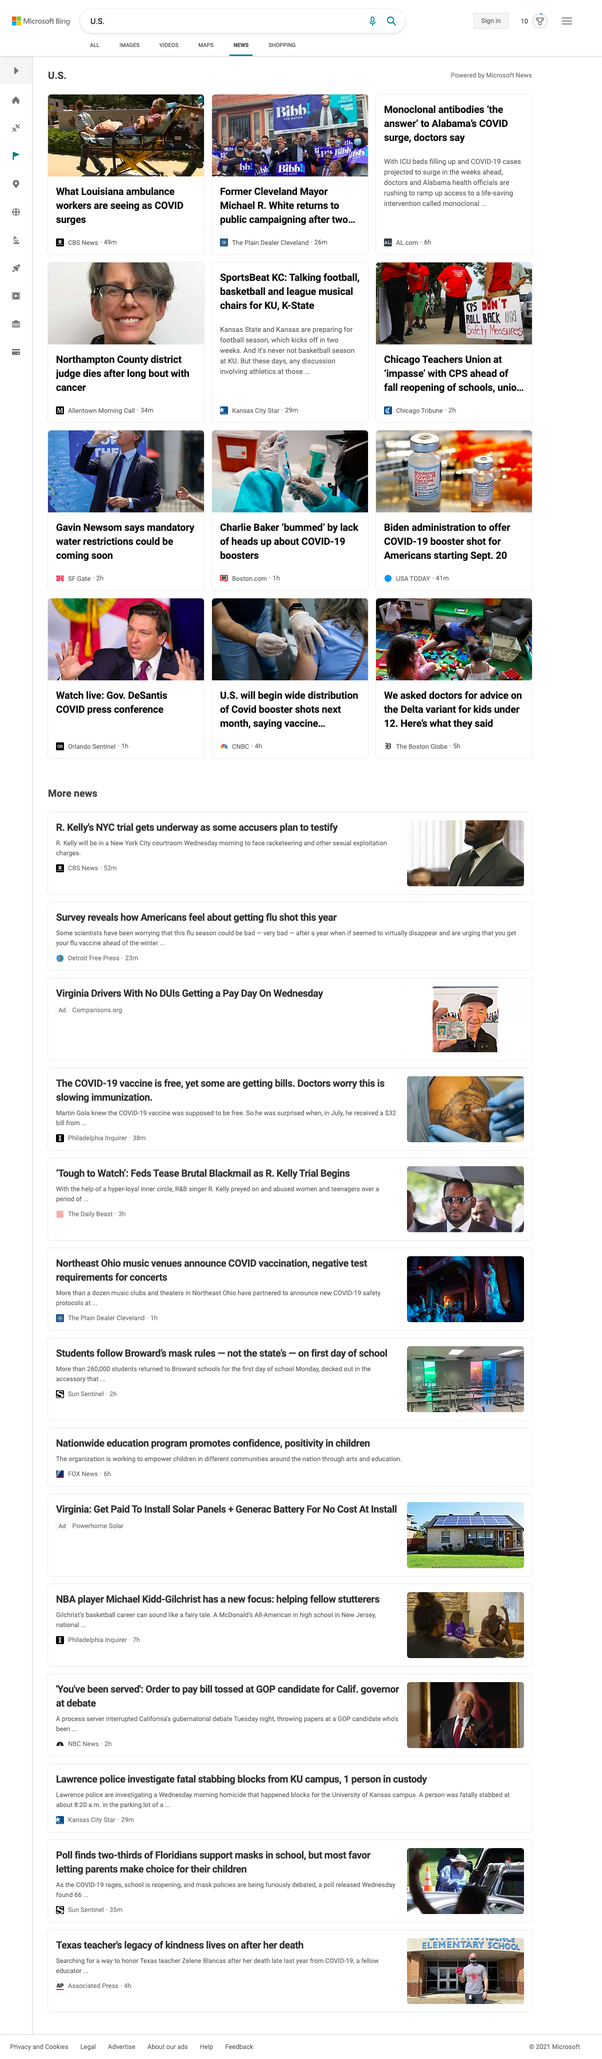 Microsoft Bing
U.S.
Sign in
10
ALL
IMAGES
VIDEOS
MAPS
NEWS
SHOPPING
U.S.
Powered by Microsoft News
What Louisiana ambulance
workers are seeing as COVID
surges
CBS News · 49m
Bibb!
Bibb!
Bibb!
Former Cleveland Mayor
Michael R. White returns to
public campaigning after two...
The Plain Dealer Cleveland · 26m
Monoclonal antibodies ‘the
answer’ to Alabama’s COVID
surge, doctors say
With ICU beds filling up and COVID-19 cases
projected to surge in the weeks ahead,
doctors and Alabama health officials are
rushing to ramp up access to a life-saving
intervention called monoclonal ...
AL.com · 6h
Northampton County district
judge dies after long bout with
cancer
Allentown Morning Call · 34m
SportsBeat KC: Talking football,
basketball and league musical
chairs for KU, K-State
Kansas State and Kansas are preparing for
football season, which kicks off in two
weeks. And it’s never not basketball season
at KU. But these days, any discussion
involving athletics at those ...
Kansas City Star · 29m
CPS DON'T
ROLL BACK
Safety Measures
Chicago Teachers Union at
‘impasse’ with CPS ahead of
fall reopening of schools, unio...
Chicago Tribune · 2h
Gavin Newsom says mandatory
water restrictions could be
coming soon
SF Gate · 2h
Charlie Baker ‘bummed’ by lack
of heads up about COVID-19
boosters
Boston.com · 1h
Biden administration to offer
COVID-19 booster shot for
Americans starting Sept. 20
USA TODAY · 41m
Watch live: Gov. DeSantis
COVID press conference
Orlando Sentinel · 1h
U.S. will begin wide distribution
of Covid booster shots next
month, saying vaccine...
CNBC · 4h
We asked doctors for advice on
the Delta variant for kids under
12. Here’s what they said
The Boston Globe · 5h
More news
R. Kelly's NYC trial gets underway as some accusers plan to testify
R. Kelly will be in a New York City courtroom Wednesday morning to face racketeering and other sexual exploitation
charges.
CBS News · 52m
Survey reveals how Americans feel about getting flu shot this year
Some scientists have been worrying that this flu season could be bad — very bad — after a year when if seemed to virtually disappear and are urging that you get
your flu vaccine ahead of the winter ...
Detroit Free Press · 23m
Virginia Drivers With No DUIs Getting a Pay Day On Wednesday
Ad Comparisons.org
The COVID-19 vaccine is free, yet some are getting bills. Doctors worry this is
slowing immunization.
Martin Gola knew the COVID-19 vaccine was supposed to be free. So he was surprised when, in July, he received a $32
bill from ...
Philadelphia Inquirer · 38m
‘Tough to Watch’: Feds Tease Brutal Blackmail as R. Kelly Trial Begins
With the help of a hyper-loyal inner circle, R&B singer R. Kelly preyed on and abused women and teenagers over a
period of ...
The Daily Beast · 3h
Northeast Ohio music venues announce COVID vaccination, negative test
requirements for concerts
More than a dozen music clubs and theaters in Northeast Ohio have partnered to announce new COVID-19 safety
protocols at ...
The Plain Dealer Cleveland · 1h
Students follow Broward’s mask rules — not the state’s — on first day of school
More than 260,000 students returned to Broward schools for the first day of school Monday, decked out in the
accessory that ...
Sun Sentinel · 2h
Nationwide education program promotes confidence, positivity in children
The organization is working to empower children in different communities around the nation through arts and education.
FOX News · 6h
Virginia: Get Paid To Install Solar Panels + Generac Battery For No Cost At Install
Ad Powerhome Solar
NBA player Michael Kidd-Gilchrist has a new focus: helping fellow stutterers
Gilchrist's basketball career can sound like a fairy tale. A McDonald's All-American in high school in New Jersey,
national ...
Philadelphia Inquirer · 7h
'You've been served': Order to pay bill tossed at GOP candidate for Calif. governor
at debate
A process server interrupted California's gubernatorial debate Tuesday night, throwing papers at a GOP candidate who's
been ...
NBC News · 2h
Lawrence police investigate fatal stabbing blocks from KU campus, 1 person in custody
Lawrence police are investigating a Wednesday morning homicide that happened blocks for the University of Kansas campus. A person was fatally stabbed at
about 8:20 a.m. in the parking lot of a ...
Kansas City Star · 29m
Poll finds two-thirds of Floridians support masks in school, but most favor
letting parents make choice for their children
As the COVID-19 rages, school is reopening, and mask policies are being furiously debated, a poll released Wednesday
found 66 ...
Sun Sentinel · 35m
Texas teacher's legacy of kindness lives on after her death
Searching for a way to honor Texas teacher Zelene Blancas after her death late last year from COVID-19, a fellow
educator ...
AP Associated Press · 4h
ELEMENTARY SCHOOL
Privacy and Cookies
Legal
Advertise
About our ads
Help
Feedback
© 2021 Microsoft